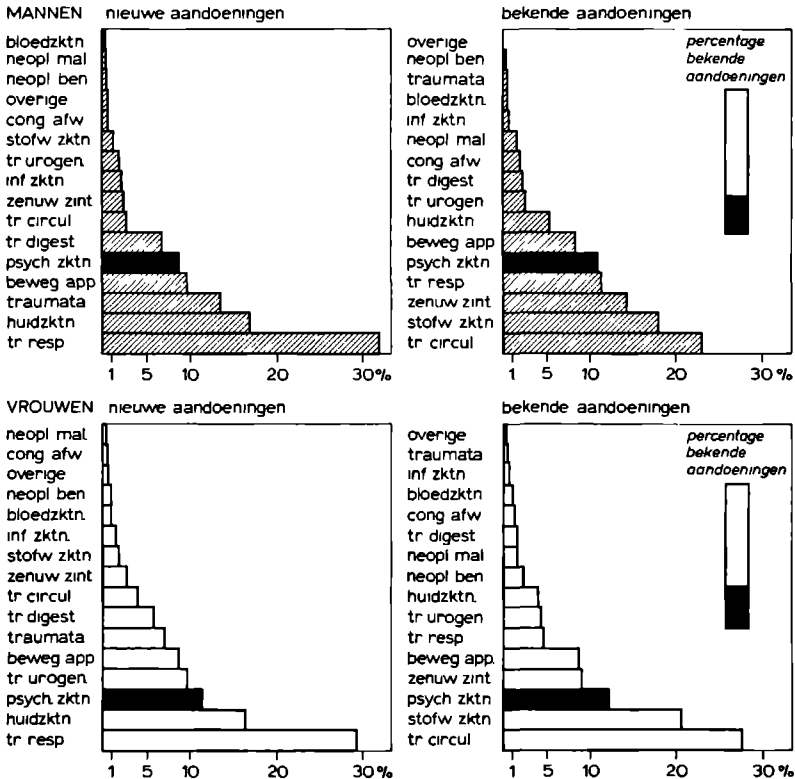 MANNEN nieuwe aandoeningen
bloedzktn
neopl mal
neopl ben
overige
cong afw
stofw zktn
tr urogen.
inf zktn
zenuw zint
tr circul
tr digest
psych zktn
beweg app
traumata
huidzktn
tr resp
1 5 10 20 30%
bekende aandoeningen
overige
neopl ben
traumata
bloedzktn.
inf zktn
neopl mal
cong afw
tr digest
tr urogen
huidzktn
beweg app
psych zktn
tr resp
zenuw zint
stofw zktn
tr circul
percentage
bekende
aandoeningen
1 5 10 20 30%
VROUWEN nieuwe aandoeningen
neopl mal
cong afw
overige
neopl ben
bloedzktn.
inf zktn.
stofw zktn
zenuw zint
tr circul
tr digest
traumata
beweg app
tr urogen.
psych. zktn
huidzktn
tr resp
1 5 10 20 30%
bekende aandoeningen
overige
traumata
inf zktn
bloedzktn
cong afw
tr digest
neopl mal
neopl ben
huidzktn.
tr urogen
tr resp
beweg app.
zenuw zint
psych zktn
stofw zktn
tr circul
percentage
bekende
aandoeningen
1 5 10 20 30%